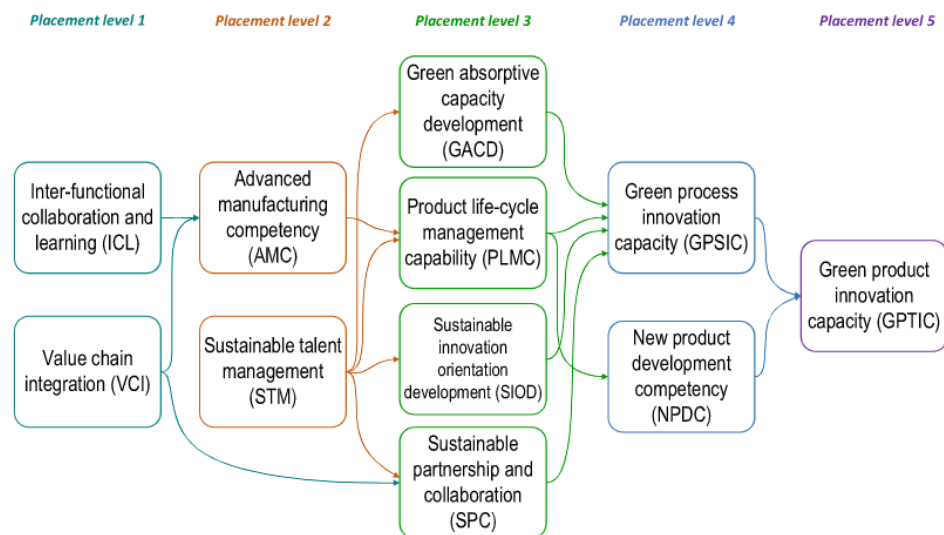 Placement level 1
Placement level 2
Placement level 3
Placement level 4
Placement level 5
Inter-functional
collaboration and
learning (ICL)
Value chain
integration (VCI)
Advanced
manufacturing
competency
(AMC)
Sustainable talent
management
(STM)
Green absorptive
capacity
development
(GACD)
Product life-cycle
management
capability (PLMC)
Sustainable
innovation
orientation
development (SIOD)
Sustainable
partnership and
collaboration
(SPC)
Green process
innovation
capacity (GPSIC)
New product
development
competency
(NPDC)
Green product
innovation
capacity (GPTIC)